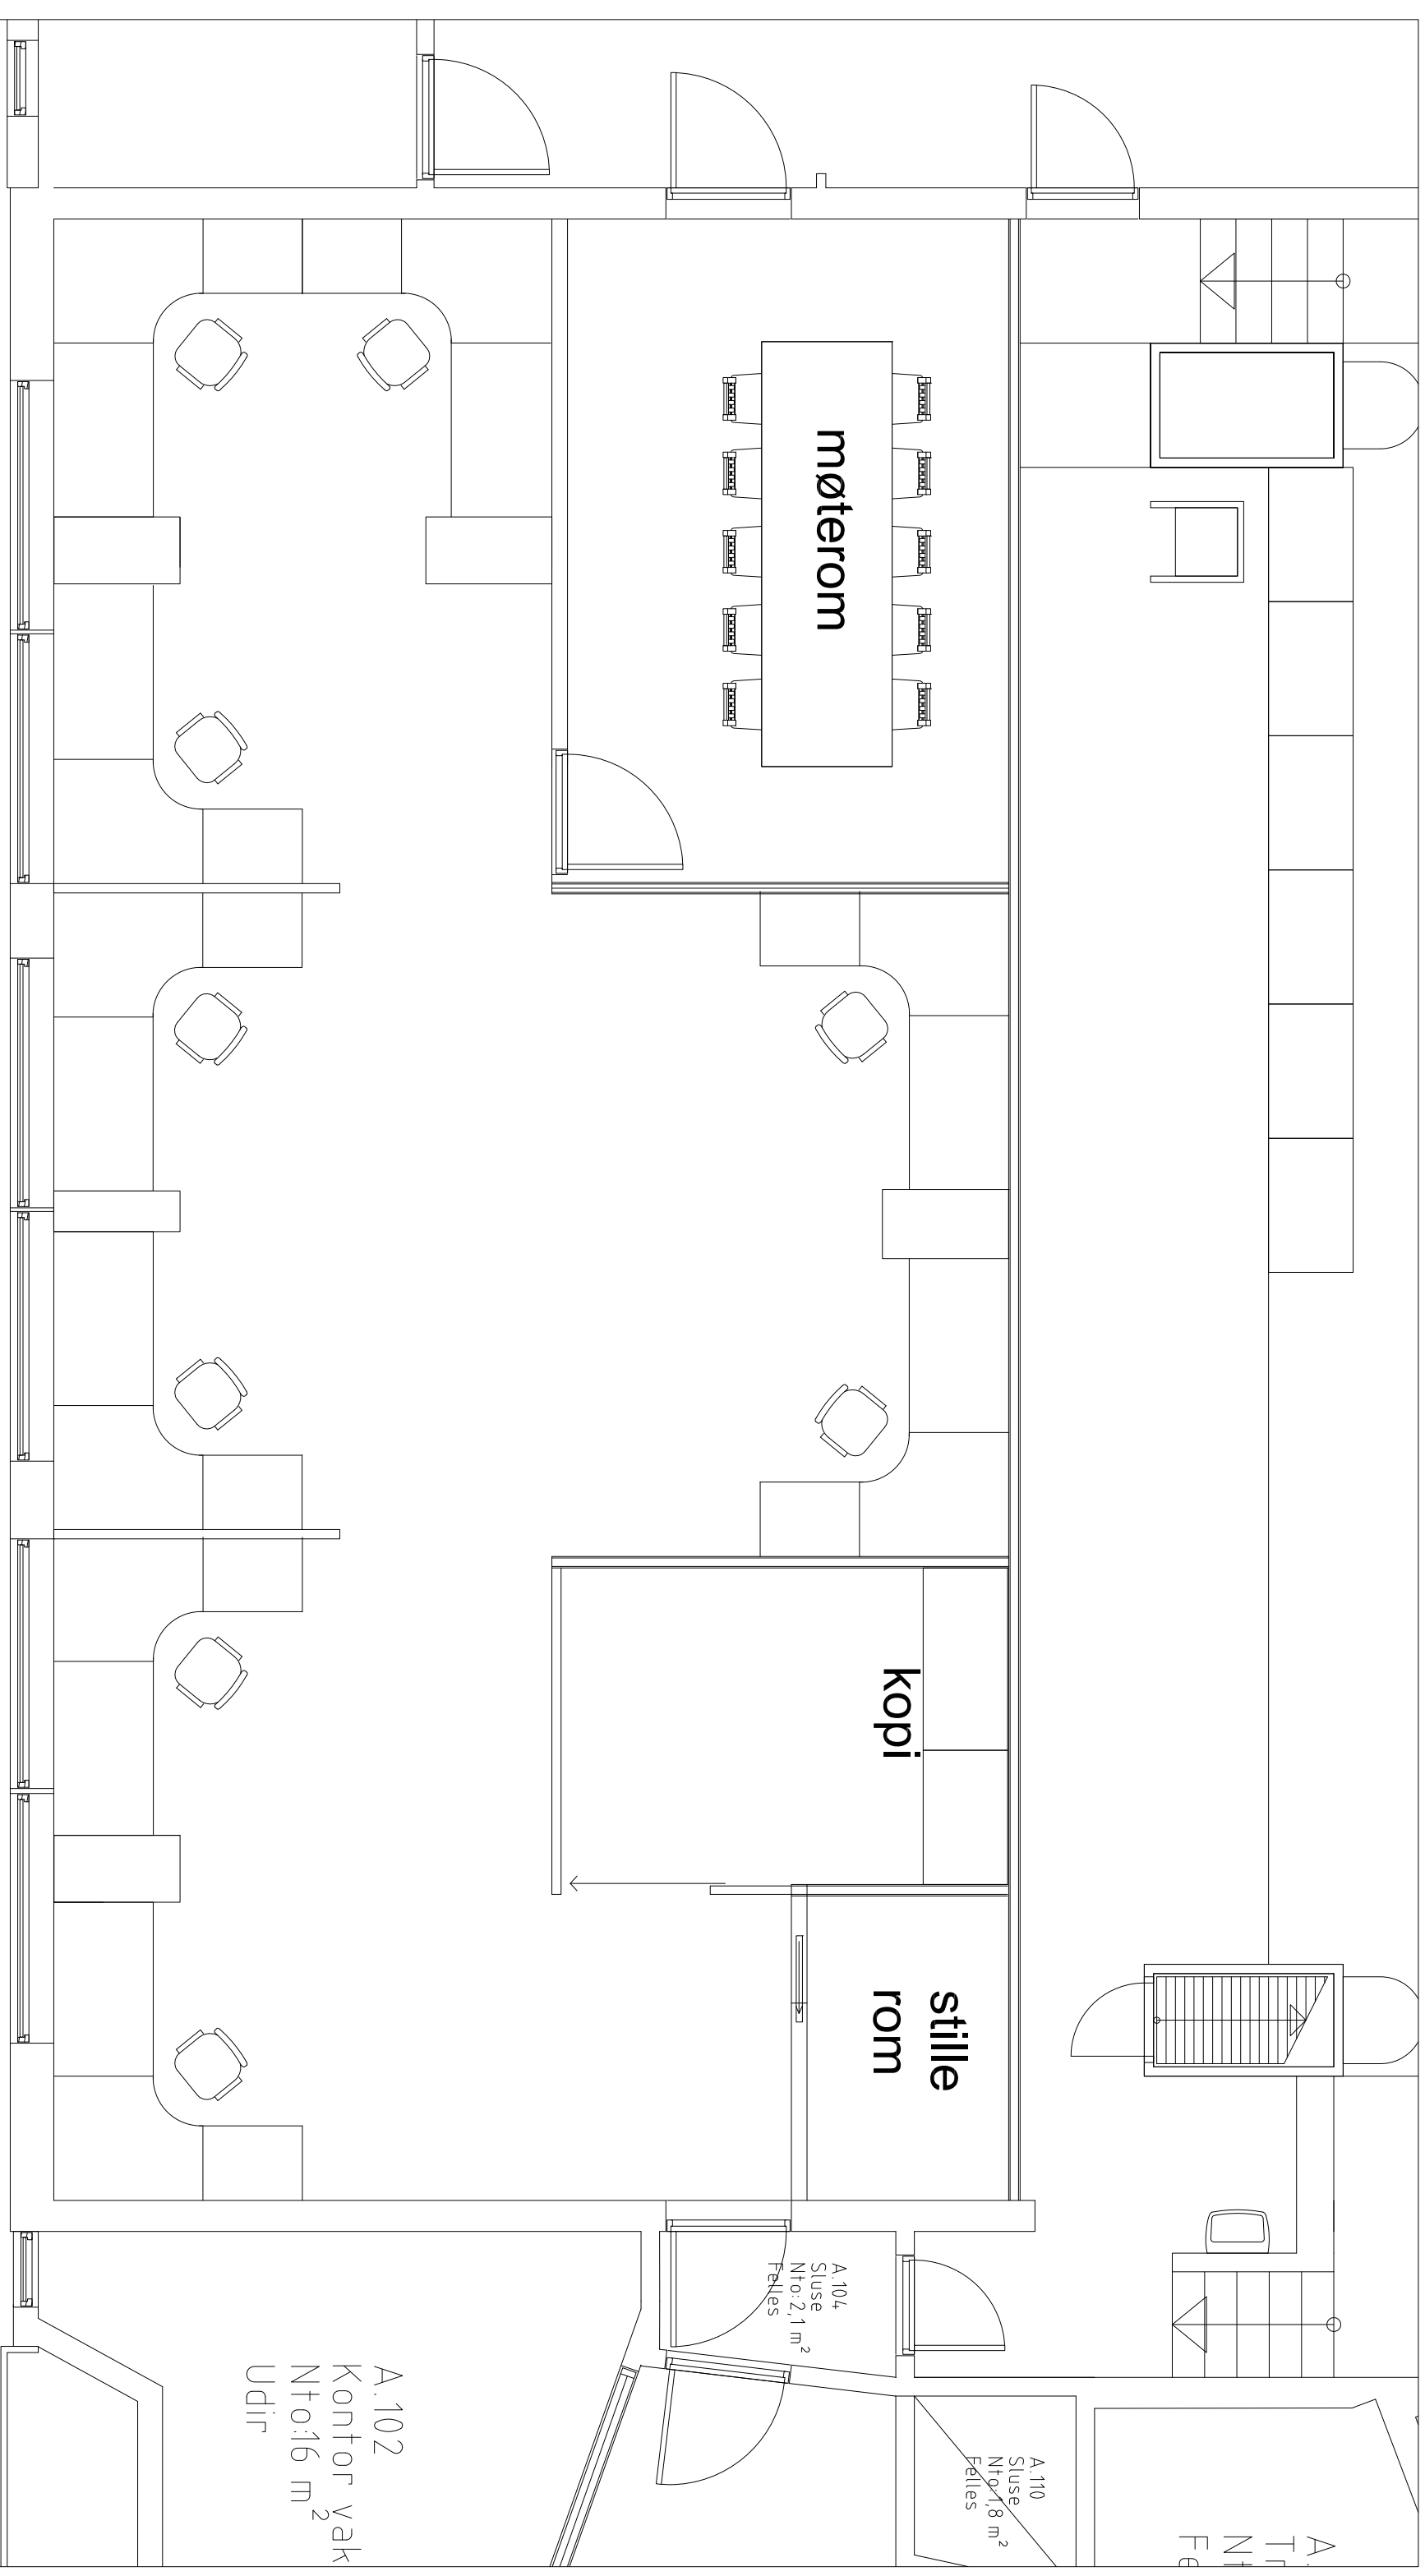 møterom
kopi
stille
rom
A.104
Sluse
Nto:2,1 m²
Felles
A.102
Kontor vak
Nto:16 m²
Udir
A.110
Sluse
Nto:1,8 m²
Felles